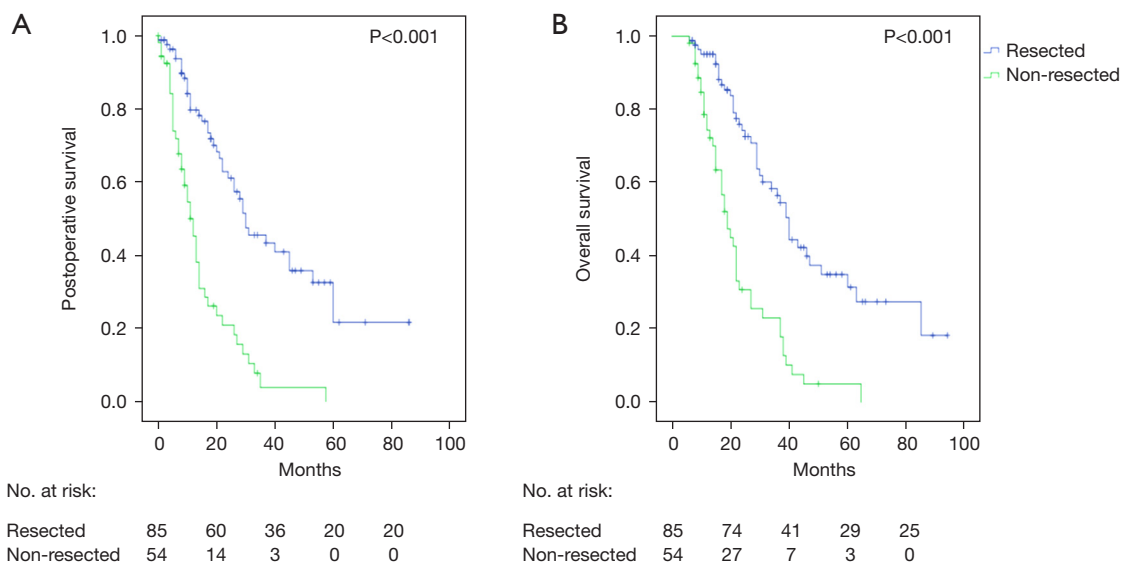 A
P<0.001
Postoperative survival
1.0
0.8
0.6
0.4
0.2
0.0
0 20 40 60 80 100
Months
No. at risk:
Resected 85 60 36 20 20
Non-resected 54 14 3 0 0
B
P<0.001
Resected
Non-resected
Overall survival
1.0
0.8
0.6
0.4
0.2
0.0
0 20 40 60 80 100
Months
No. at risk:
Resected 85 74 41 29 25
Non-resected 54 27 7 3 0